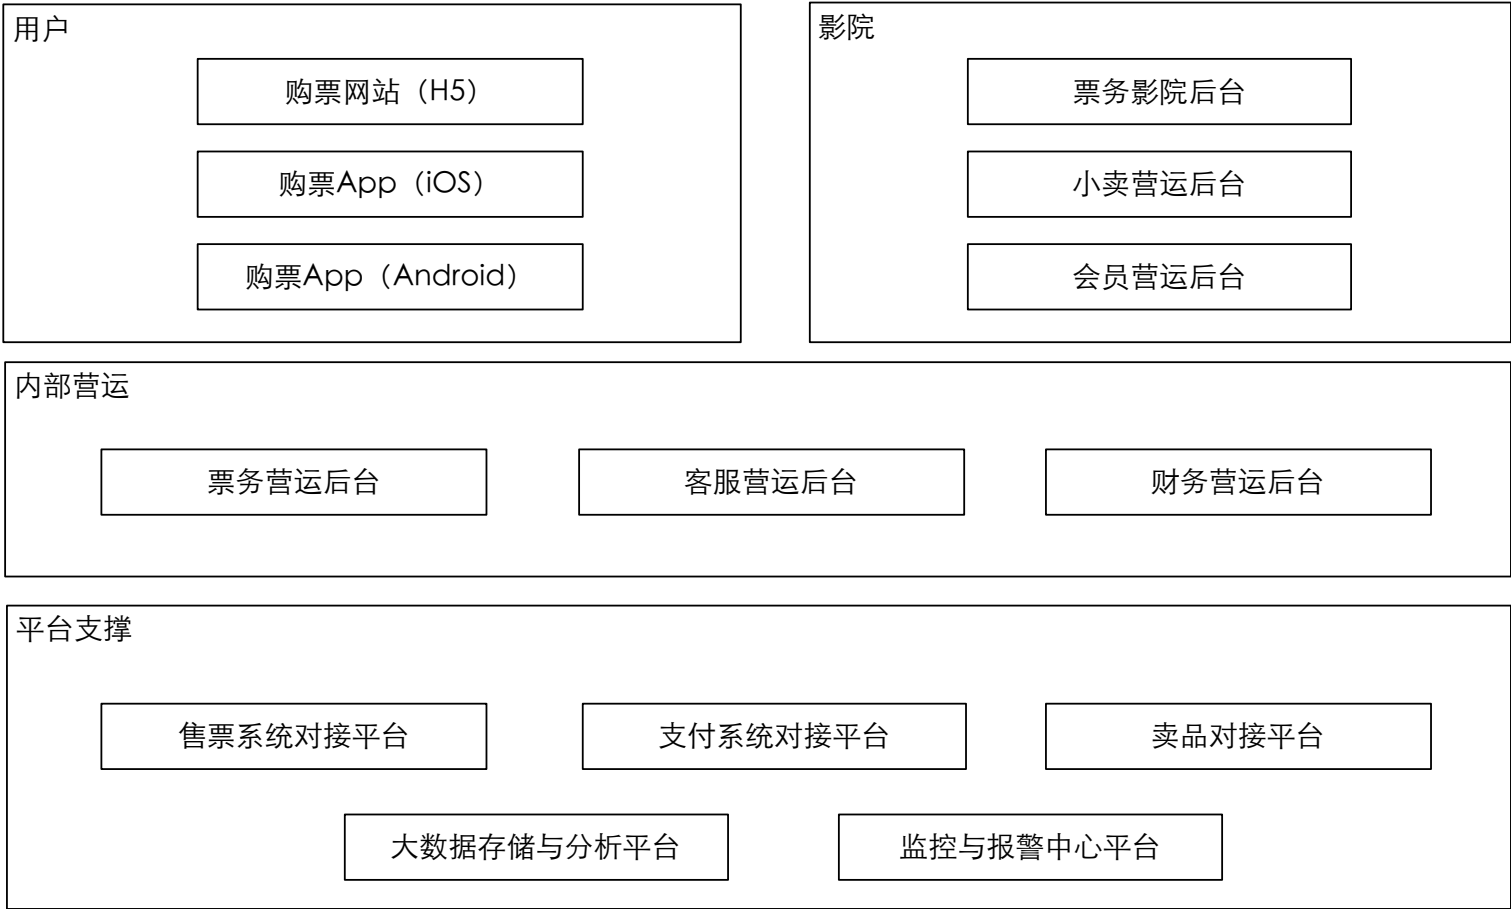 用户
购票网站（H5）
购票App（iOS）
购票App（Android）
影院
票务影院后台
小卖营运后台
会员营运后台
内部营运
票务营运后台
客服营运后台
财务营运后台
平台支撑
售票系统对接平台
支付系统对接平台
卖品对接平台
大数据存储与分析平台
监控与报警中心平台